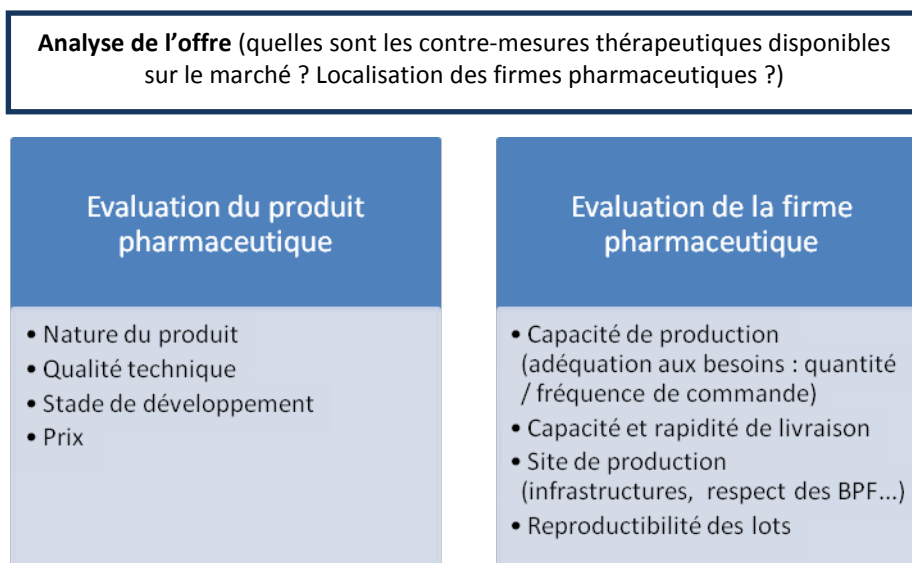 Analyse de l’offre (quelles sont les contre-mesures thérapeutiques disponibles
sur le marché ? Localisation des firmes pharmaceutiques ?)
Evaluation du produit
pharmaceutique
• Nature du produit
• Qualité technique
• Stade de développement
• Prix
Evaluation de la firme
pharmaceutique
• Capacité de production
(adéquation aux besoins : quantité
/ fréquence de commande)
• Capacité et rapidité de livraison
• Site de production
(infrastructures, respect des BPF...)
• Reproductibilité des lots